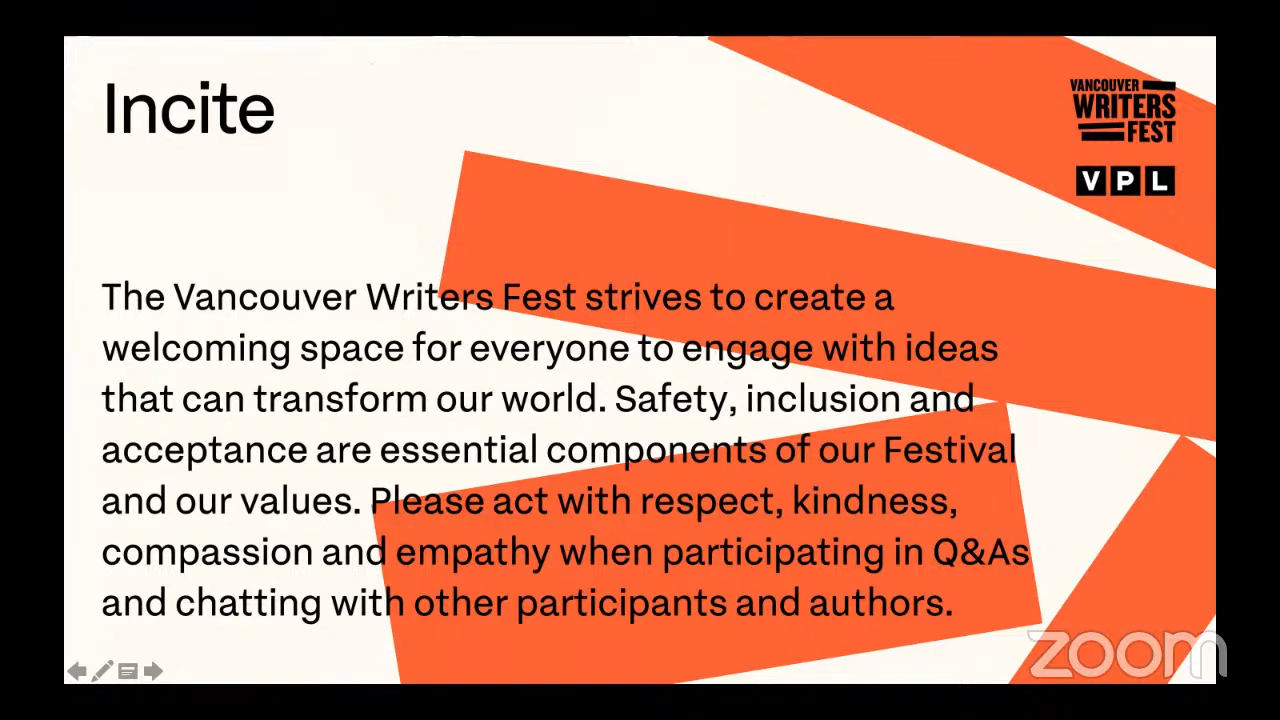 Incite
VANCOUVER
WRITERS
FEST
VPL
The Vancouver Writers Fest strives to create a
welcoming space for everyone to engage with ideas
that can transform our world. Safety, inclusion and
acceptance are essential components of our Festival
and our values. Please act with respect, kindness,
compassion and empathy when participating in Q&As
and chatting with other participants and authors.
zoom